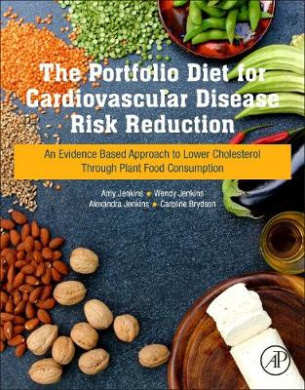 The Portfolio Diet for
Cardiovascular Disease
Risk Reduction
An Evidence Based Approach to Lower Cholesterol
Through Plant Food Consumption
Amy Jenkins ★ Wendy Jenkins
Alexandra Jenkins ★ Caroline Brydson
AP